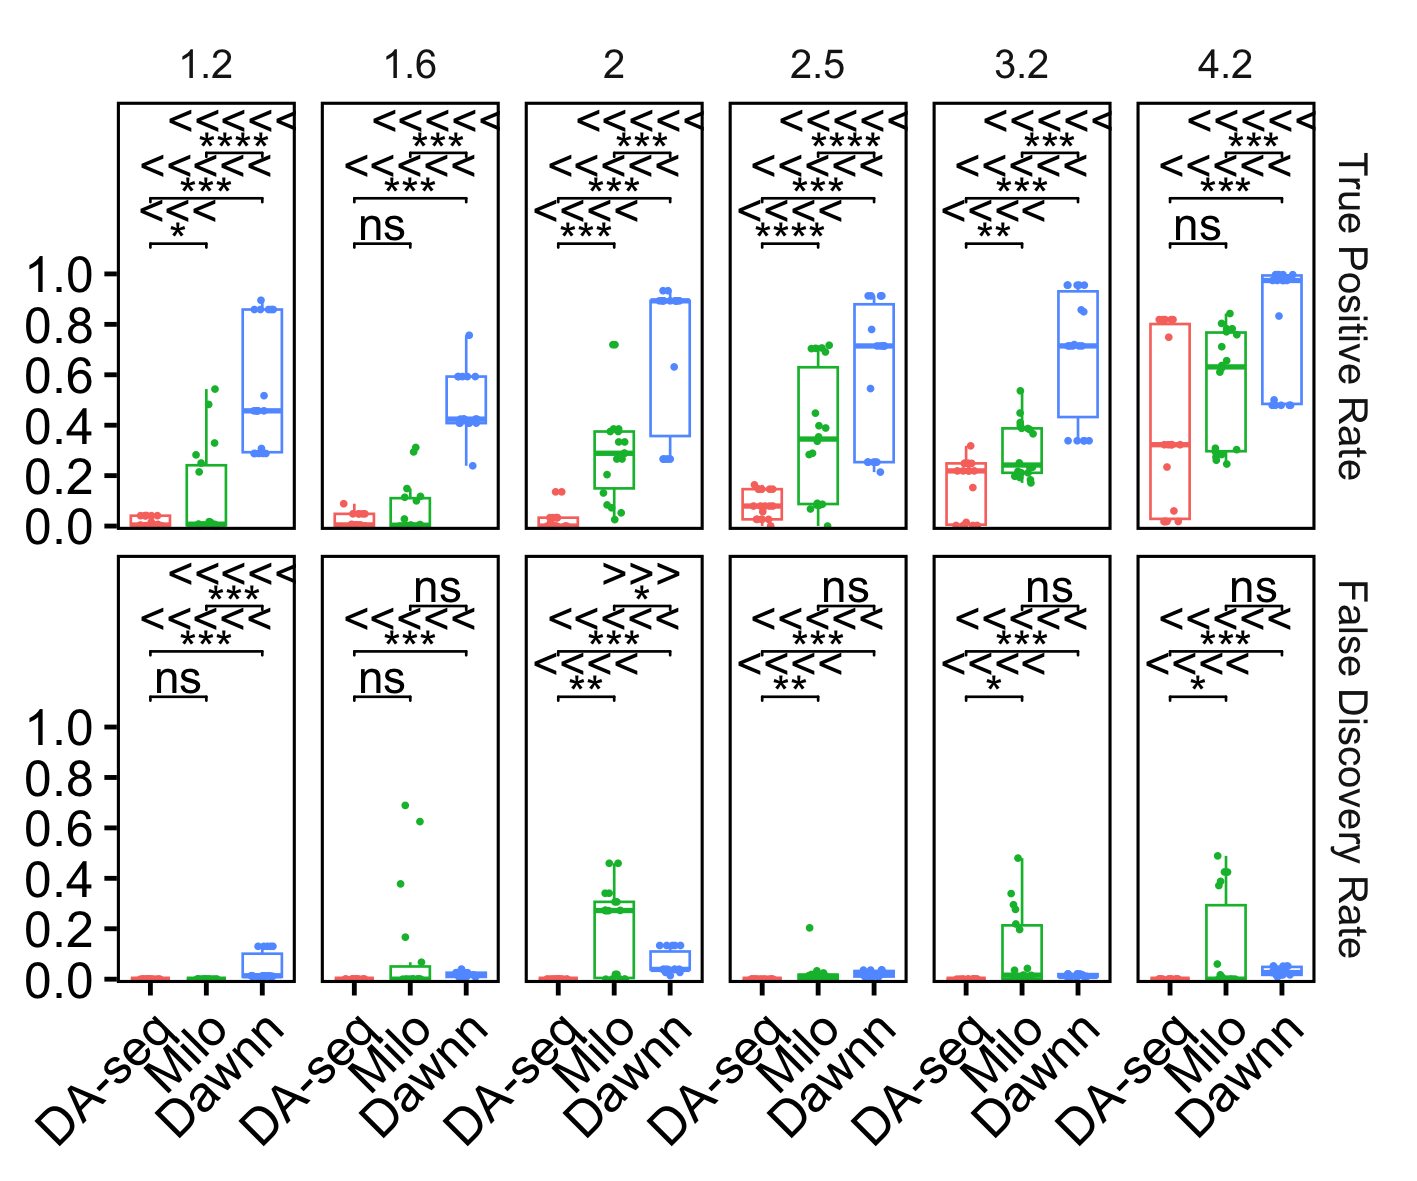 1.2 1.6 2 2.5 3.2 4.2
<<<<< <<<<< <<<<< <<<<< <<<<< <<<<<
**** *** *** **** *** ***
<<<<< <<<<< <<<<< <<<<< <<<<< <<<<<
*** *** *** *** *** ***
<<< <<<< <<<< <<<<
* ns *** **** ** ns
1.0
0.8
0.6
0.4
0.2
0.0
True Positive Rate
<<<<< ns >>> ns ns ns
*** *
<<<<< <<<<< <<<<< <<<<< <<<<< <<<<<
*** *** *** *** *** ***
<<<< <<<< <<<< <<<<
ns ns ** ** * *
1.0
0.8
0.6
0.4
0.2
0.0
False Discovery Rate
DA-seq Milo Dawnn DA-seq Milo Dawnn DA-seq Milo Dawnn DA-seq Milo Dawnn DA-seq Milo Dawnn DA-seq Milo Dawnn